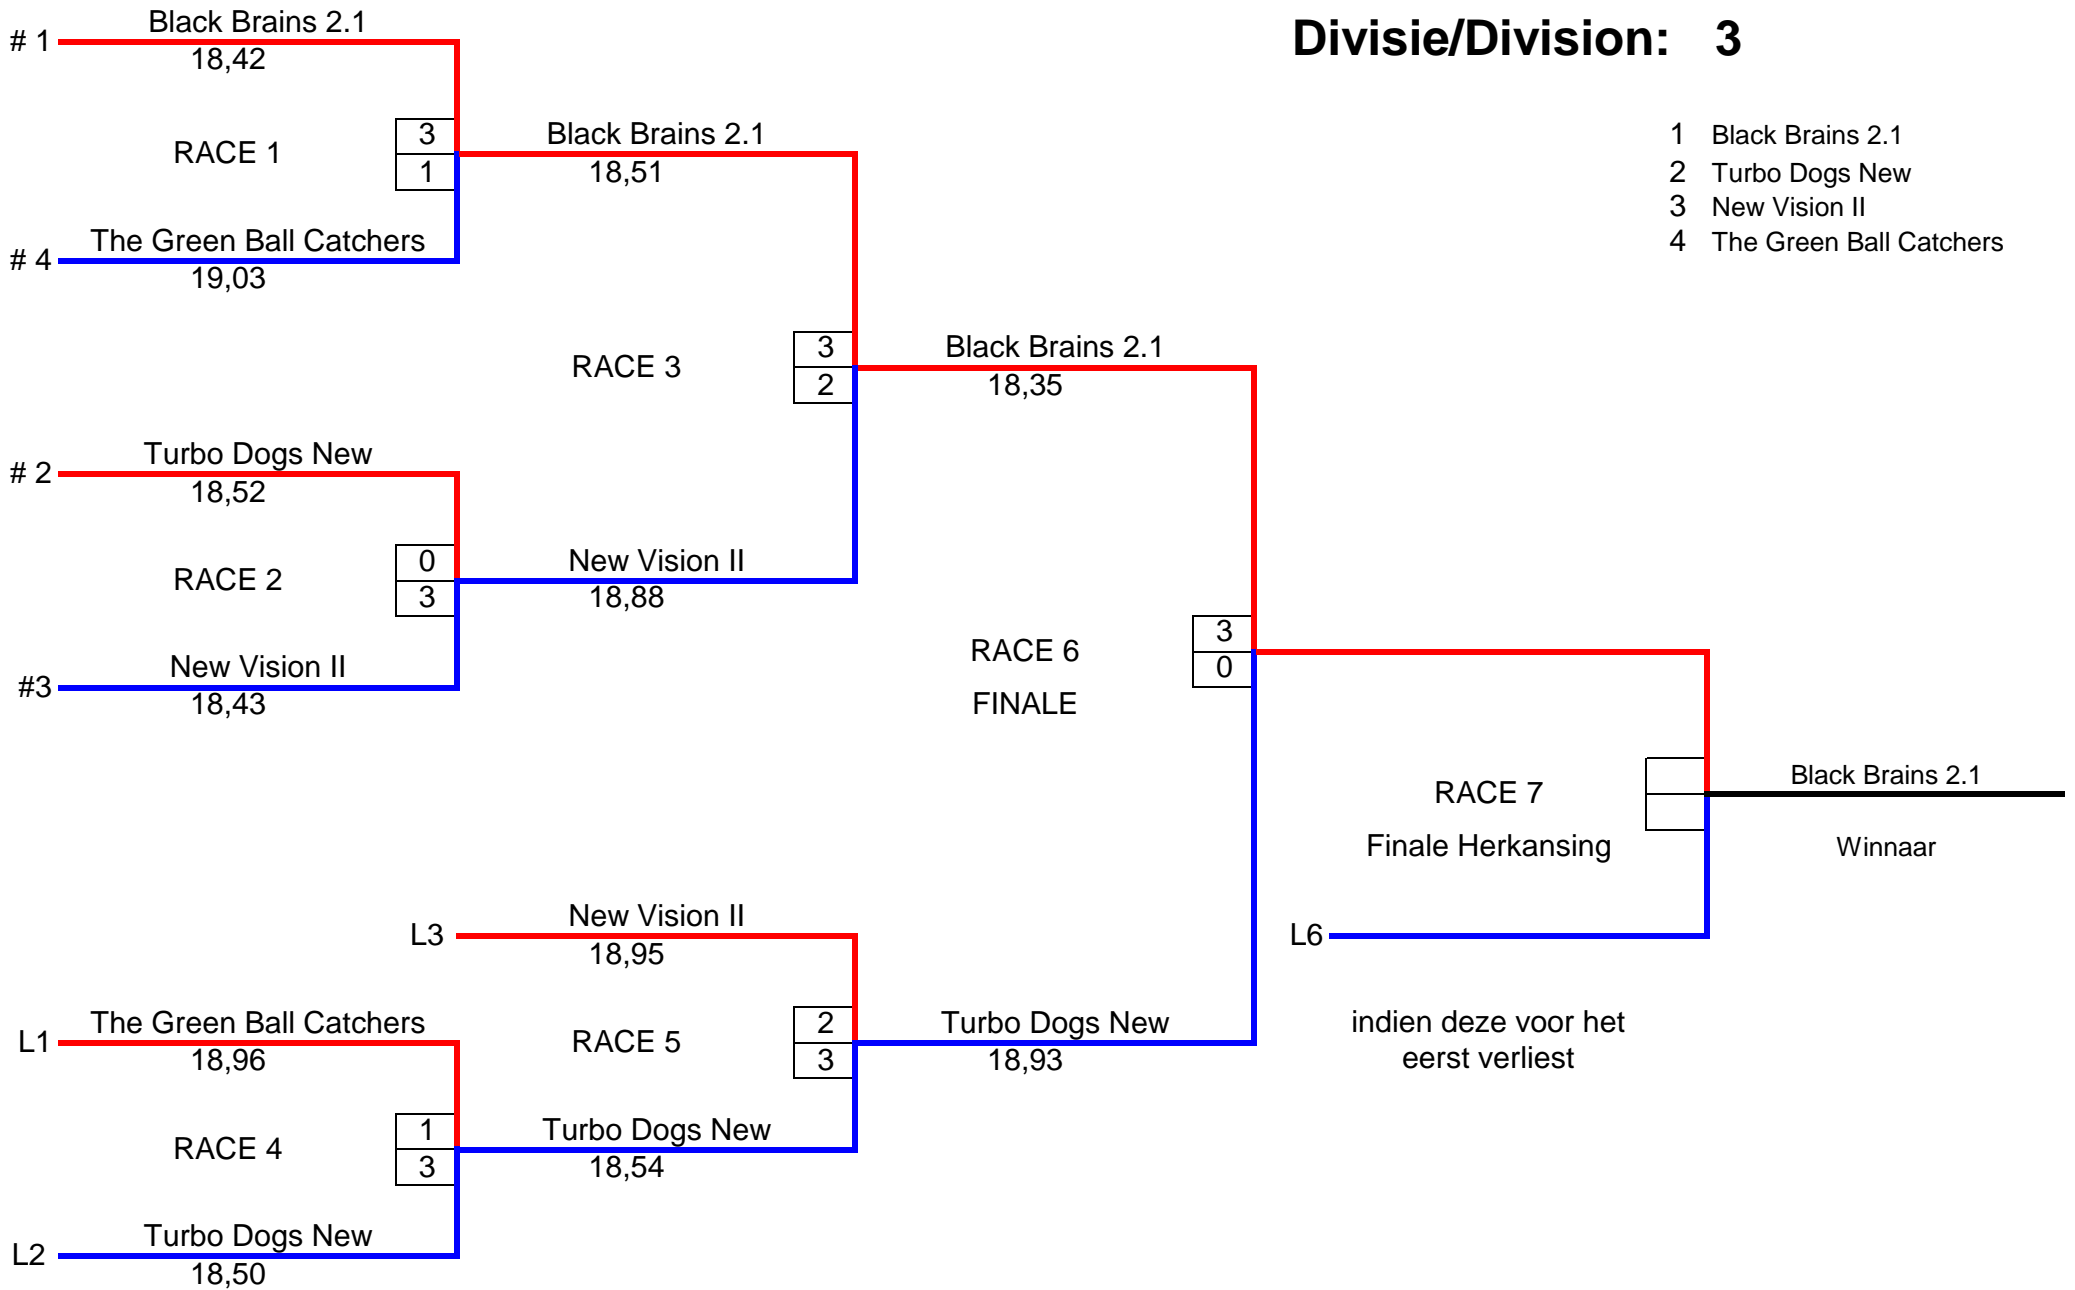 Divisie/Division: 3
1 Black Brains 2.1
2 Turbo Dogs New
3 New Vision II
4 The Green Ball Catchers
# 1
Black Brains 2.1
18,42
RACE 1
3
1
# 4
The Green Ball Catchers
19,03
# 2
Turbo Dogs New
18,52
RACE 2
0
3
#3
New Vision II
18,43
Black Brains 2.1
18,51
RACE 3
3
2
New Vision II
18,88
L1
The Green Ball Catchers
18,96
RACE 4
1
3
L2
Turbo Dogs New
18,50
L3
New Vision II
18,95
RACE 5
2
3
Turbo Dogs New
18,54
Black Brains 2.1
18,35
RACE 6
FINALE
3
0
Turbo Dogs New
18,93
RACE 7
Finale Herkansing
L6
indien deze voor het
eerst verliest
Black Brains 2.1
Winnaar